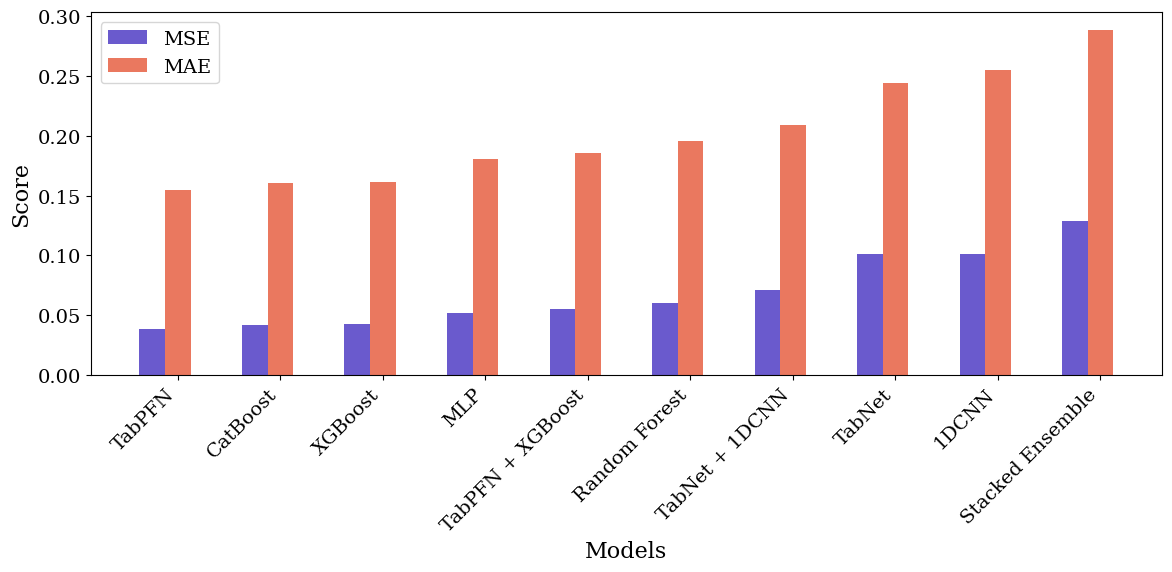 MSE
MAE
Score
0.30
0.25
0.20
0.15
0.10
0.05
0.00
TabPFN
CatBoost
XGBoost
MLP
TabPFN + XGBoost
Random Forest
TabNet + 1DCNN
TabNet
1DCNN
Stacked Ensemble
Models